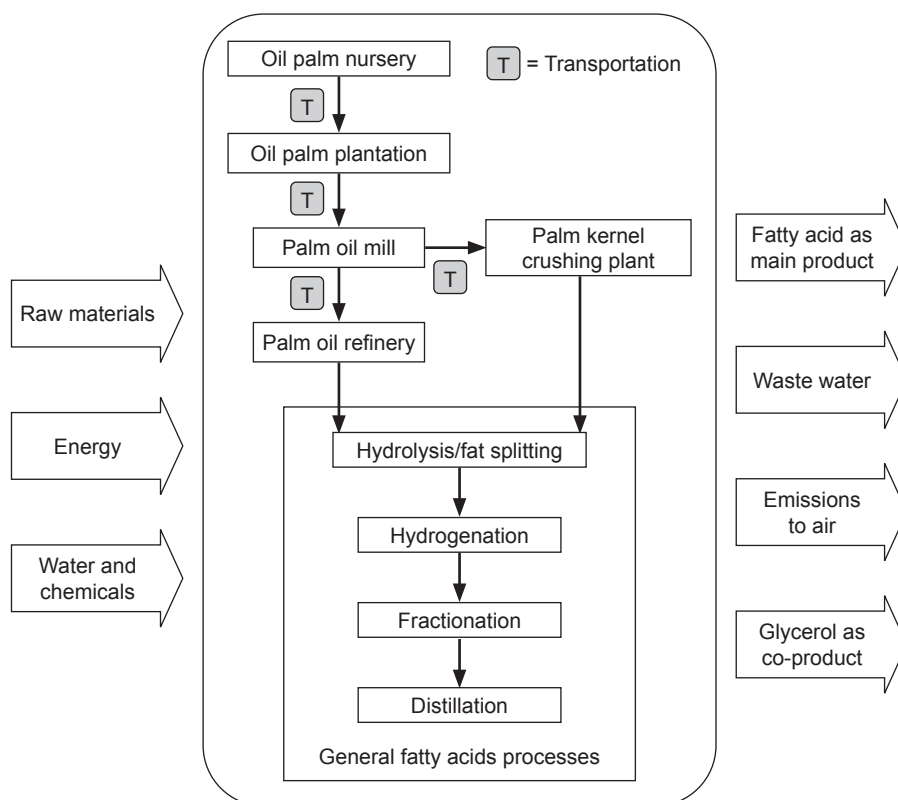 Oil palm nursery
T = Transportation
T
Oil palm plantation
T
Palm oil mill
Palm kernel
crushing plant
T
T
Palm oil refinery
Raw materials
Energy
Water and
chemicals
Hydrolysis/fat splitting
Hydrogenation
Fractionation
Distillation
General fatty acids processes
Fatty acid as
main product
Waste water
Emissions
to air
Glycerol as
co-product